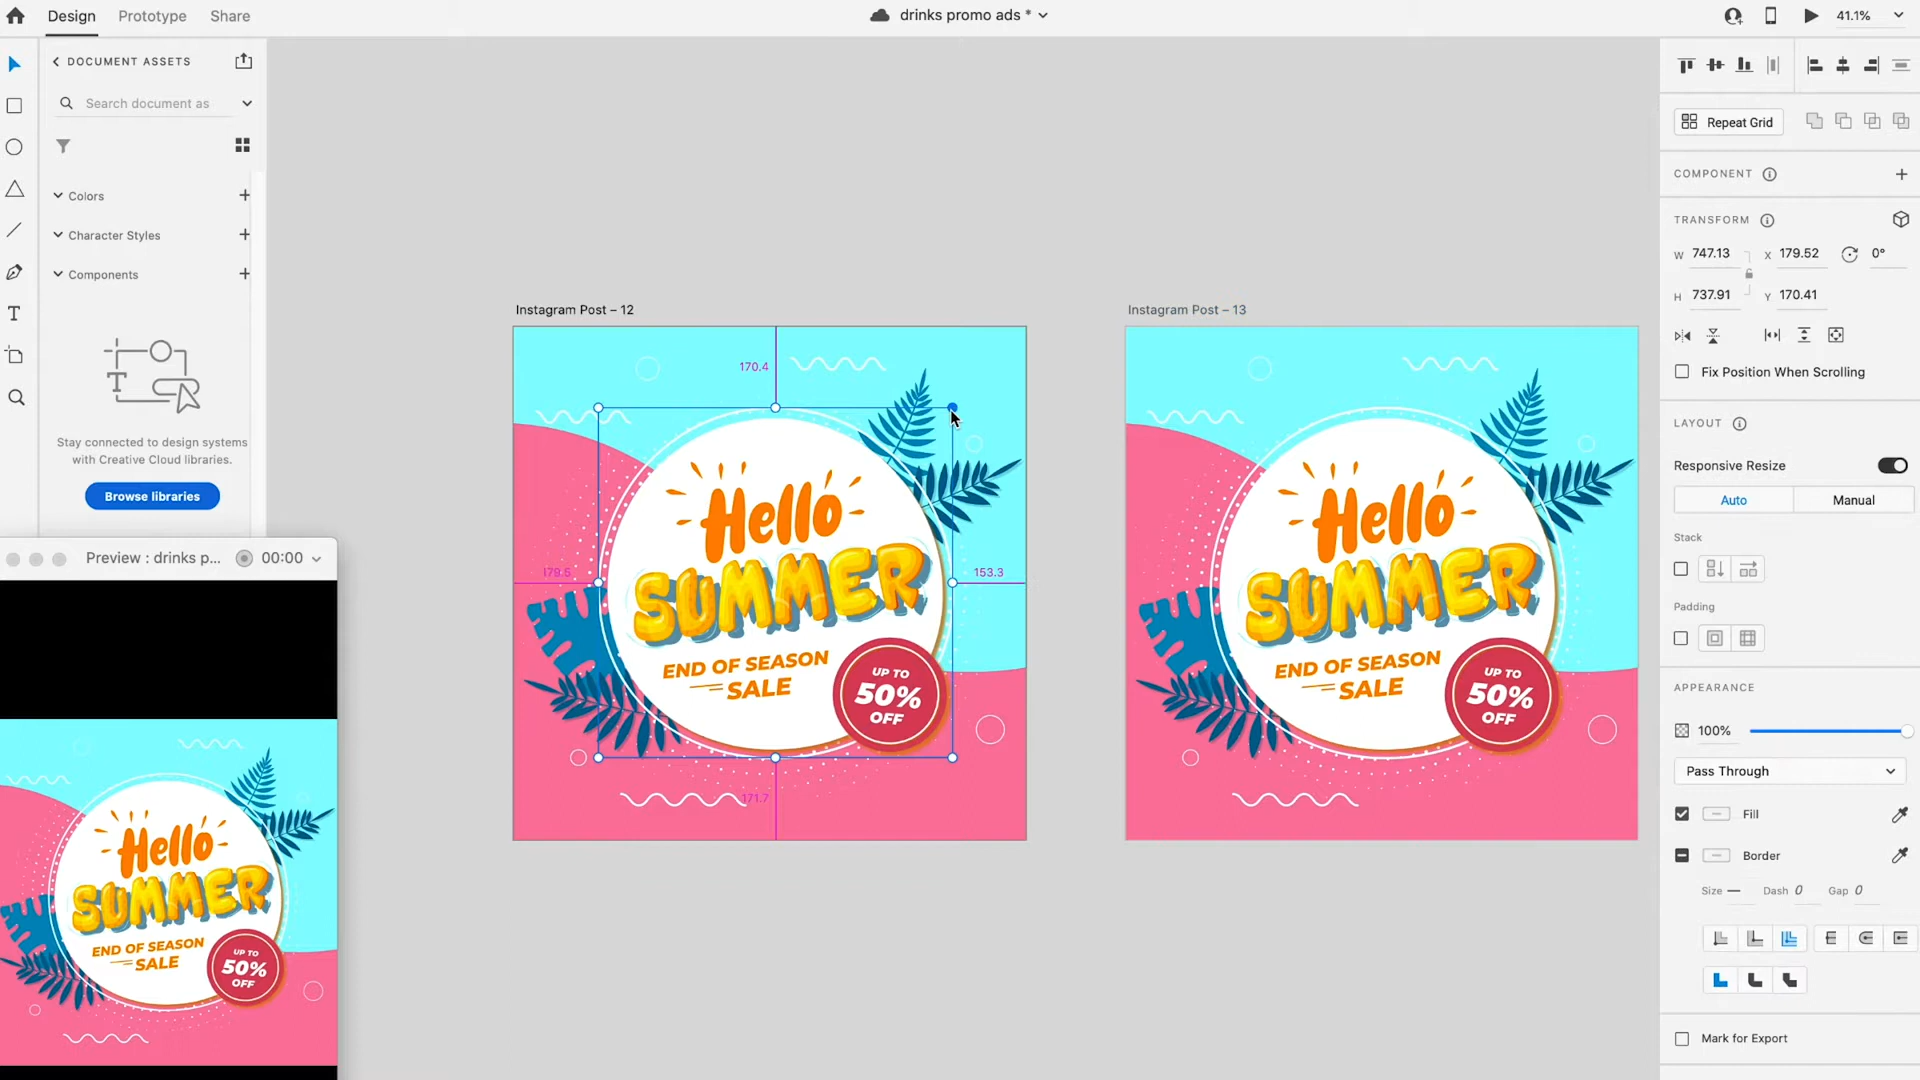 Design
Prototype
Share
drinks promo ads *
41.1%
DOCUMENT ASSETS
Search document as
Colors
Character Styles
Components
T
Stay connected to design systems
with Creative Cloud libraries.
Browse libraries
Preview : drinks p...
00:00
Hello
SUMMER
END OF SEASON
SALE
UP TO
50%
OFF
Instagram Post – 12
170.4
179.5
153.3
171.7
Hello
SUMMER
END OF SEASON
SALE
UP TO
50%
OFF
Instagram Post – 13
Hello
SUMMER
END OF SEASON
SALE
UP TO
50%
OFF
Repeat Grid
COMPONENT
TRANSFORM
W 747.13
X 179.52
0°
H 737.91
Y 170.41
Fix Position When Scrolling
LAYOUT
Responsive Resize
Auto
Manual
Stack
Padding
APPEARANCE
100%
Pass Through
Fill
Border
Size —
Dash 0
Gap 0
Mark for Export